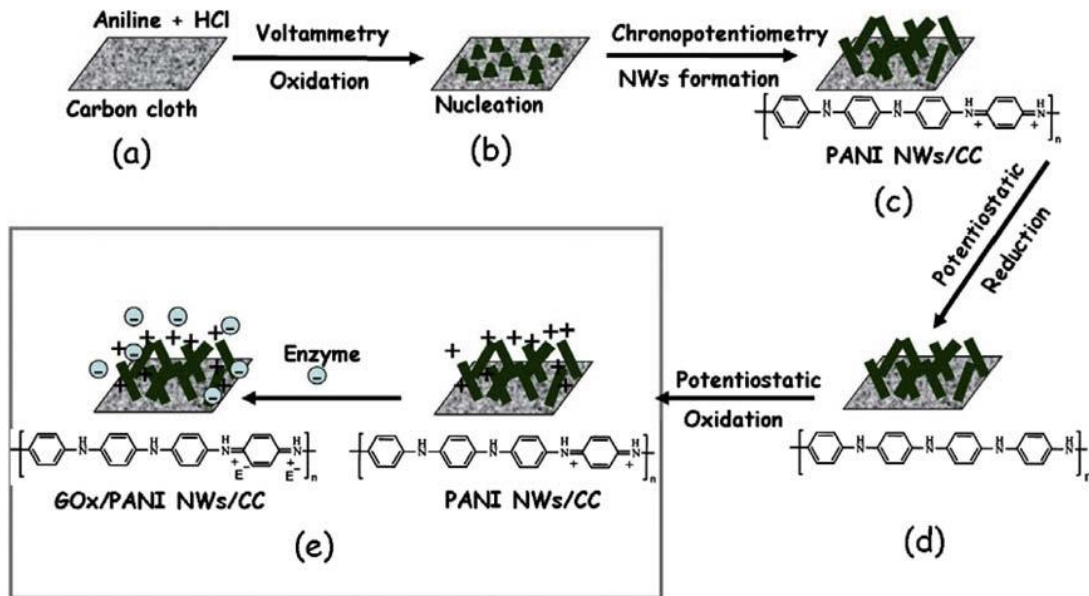 Aniline + HCl
Carbon cloth
(a)
Voltammetry
Oxidation
Nucleation
(b)
Chronopotentiometry
NWs formation
H
N
H
N
H
N
H
N
+
+
n
PANI NWs/CC
(c)
Potentiostatic
Reduction
H
N
H
N
H
N
H
N
n
(d)
Potentiostatic
Oxidation
+ + + + + + + +
H
N
H
N
H
N
H
N
+
+
n
PANI NWs/CC
Enzyme
-
+ + + + + + + +
- - - - - -
H
N
H
N
H
N
H
N
+
E-
+
E-
n
GOx/PANI NWs/CC
(e)